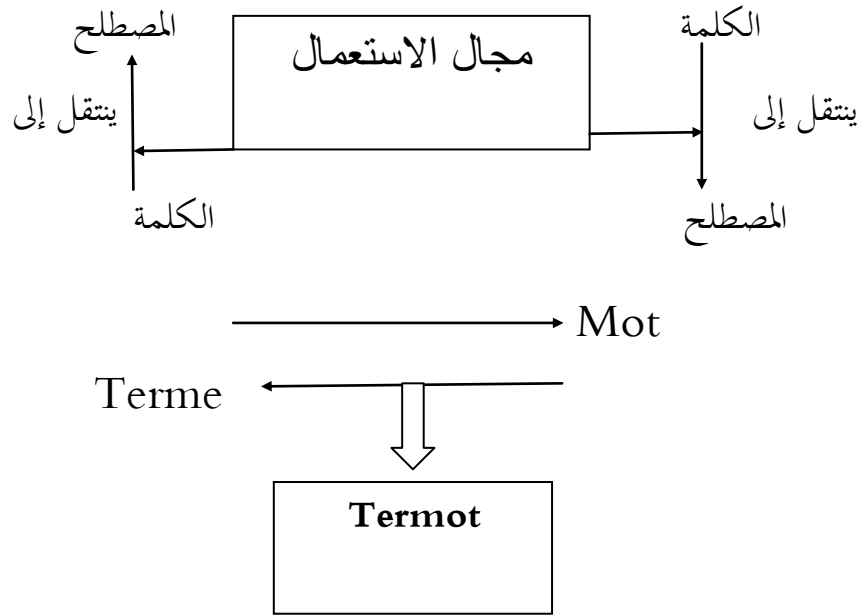 الكلمة
مجال الاستعمال
المصطلح
ينتقل إلى
ينتقل إلى
المصطلح
الكلمة
Mot
Terme
Termot